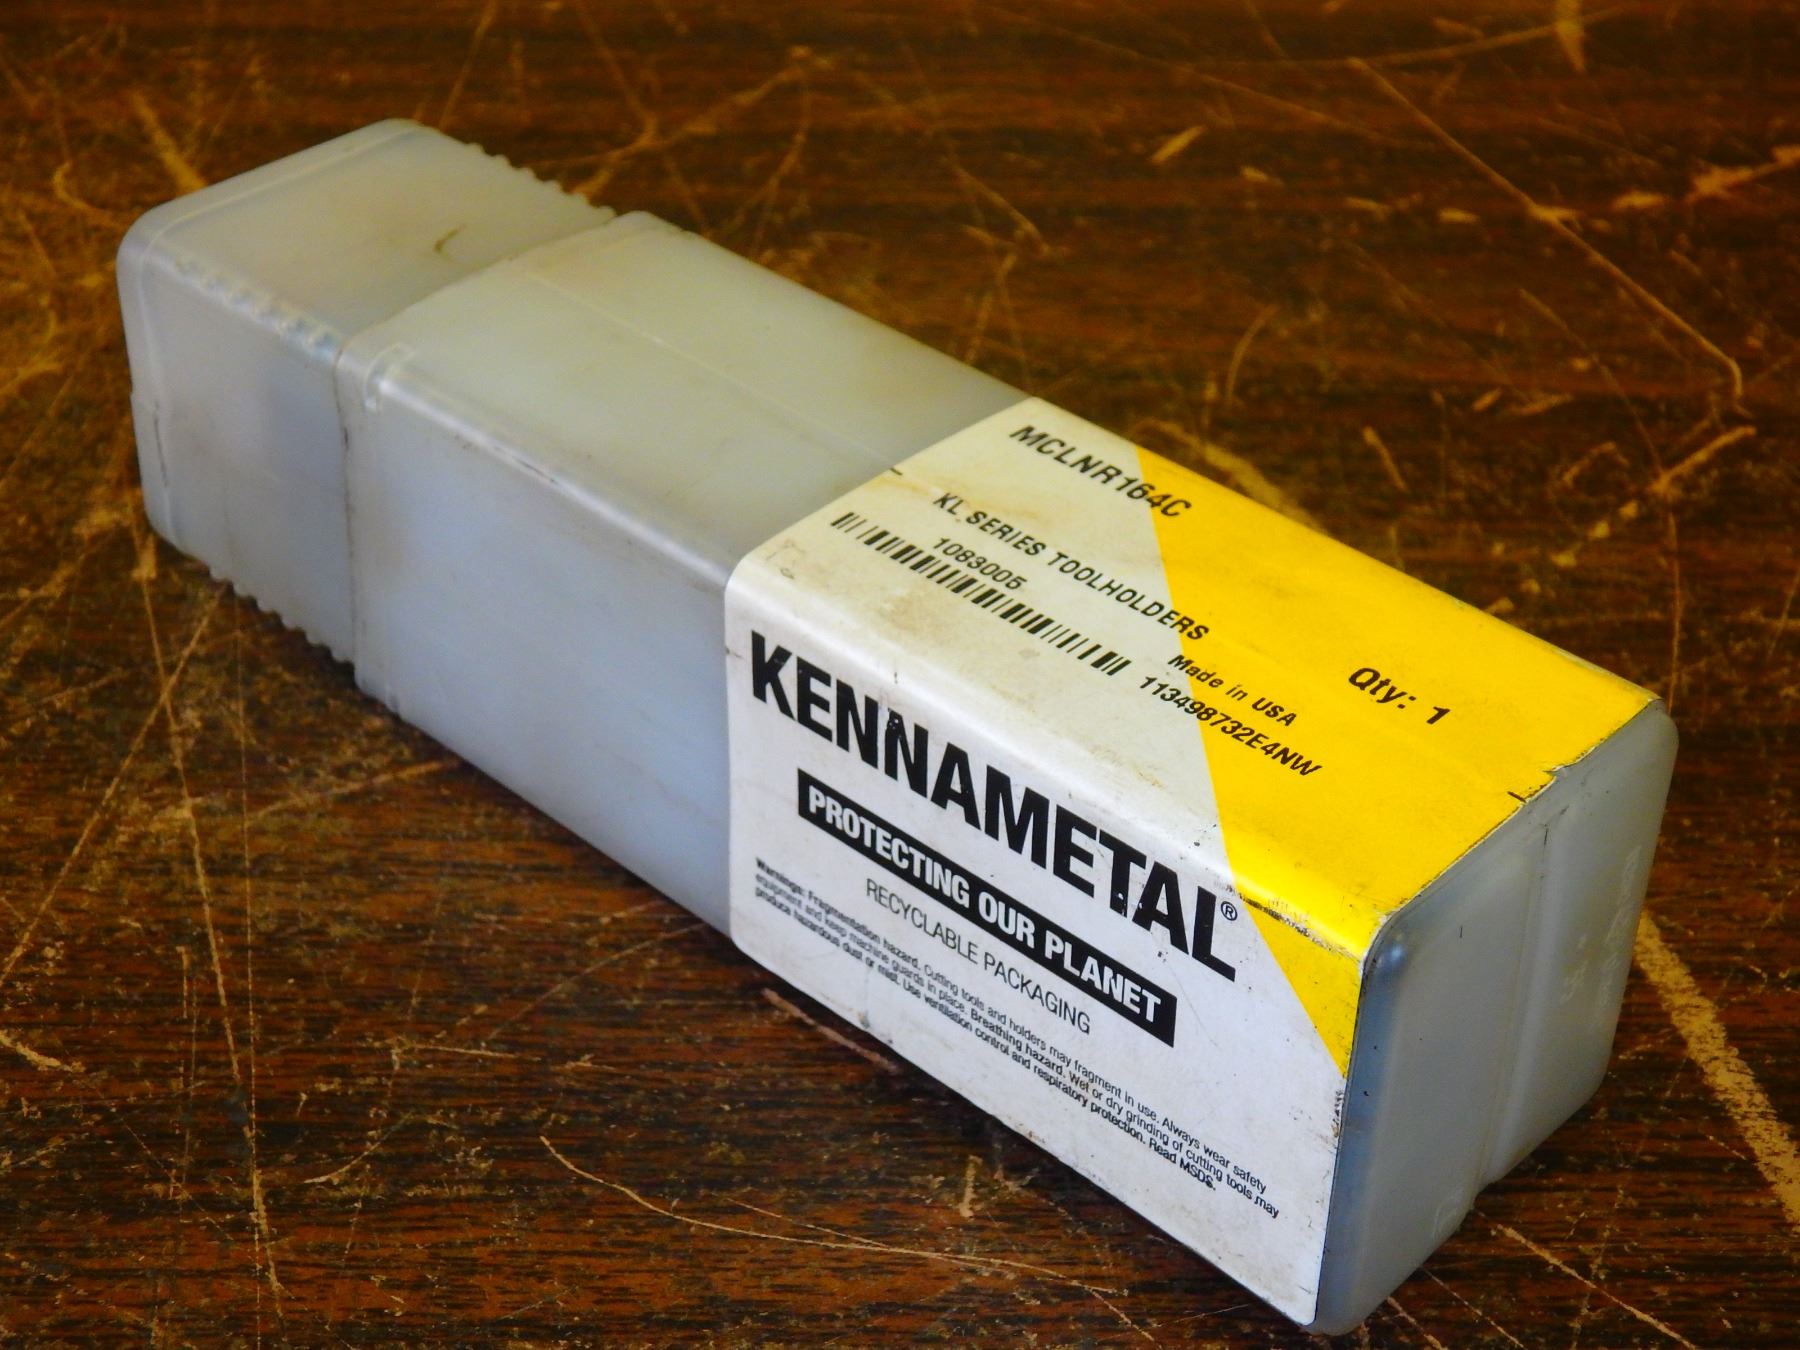 MCLNR164C
KL SERIES TOOLHOLDERS
1083005
Made in USA
113498732E4NW
Qty: 1
KENNAMETAL®
PROTECTING OUR PLANET
RECYCLABLE PACKAGING
Warnings: Fragmentation hazard. Cutting tools and holders may fragment in use. Always wear safety
equipment and keep machine guards in place. Breathing hazard. Wet or dry grinding of cutting tools may
produce hazardous dust or mist. Use ventilation control and respiratory protection. Read MSDS.